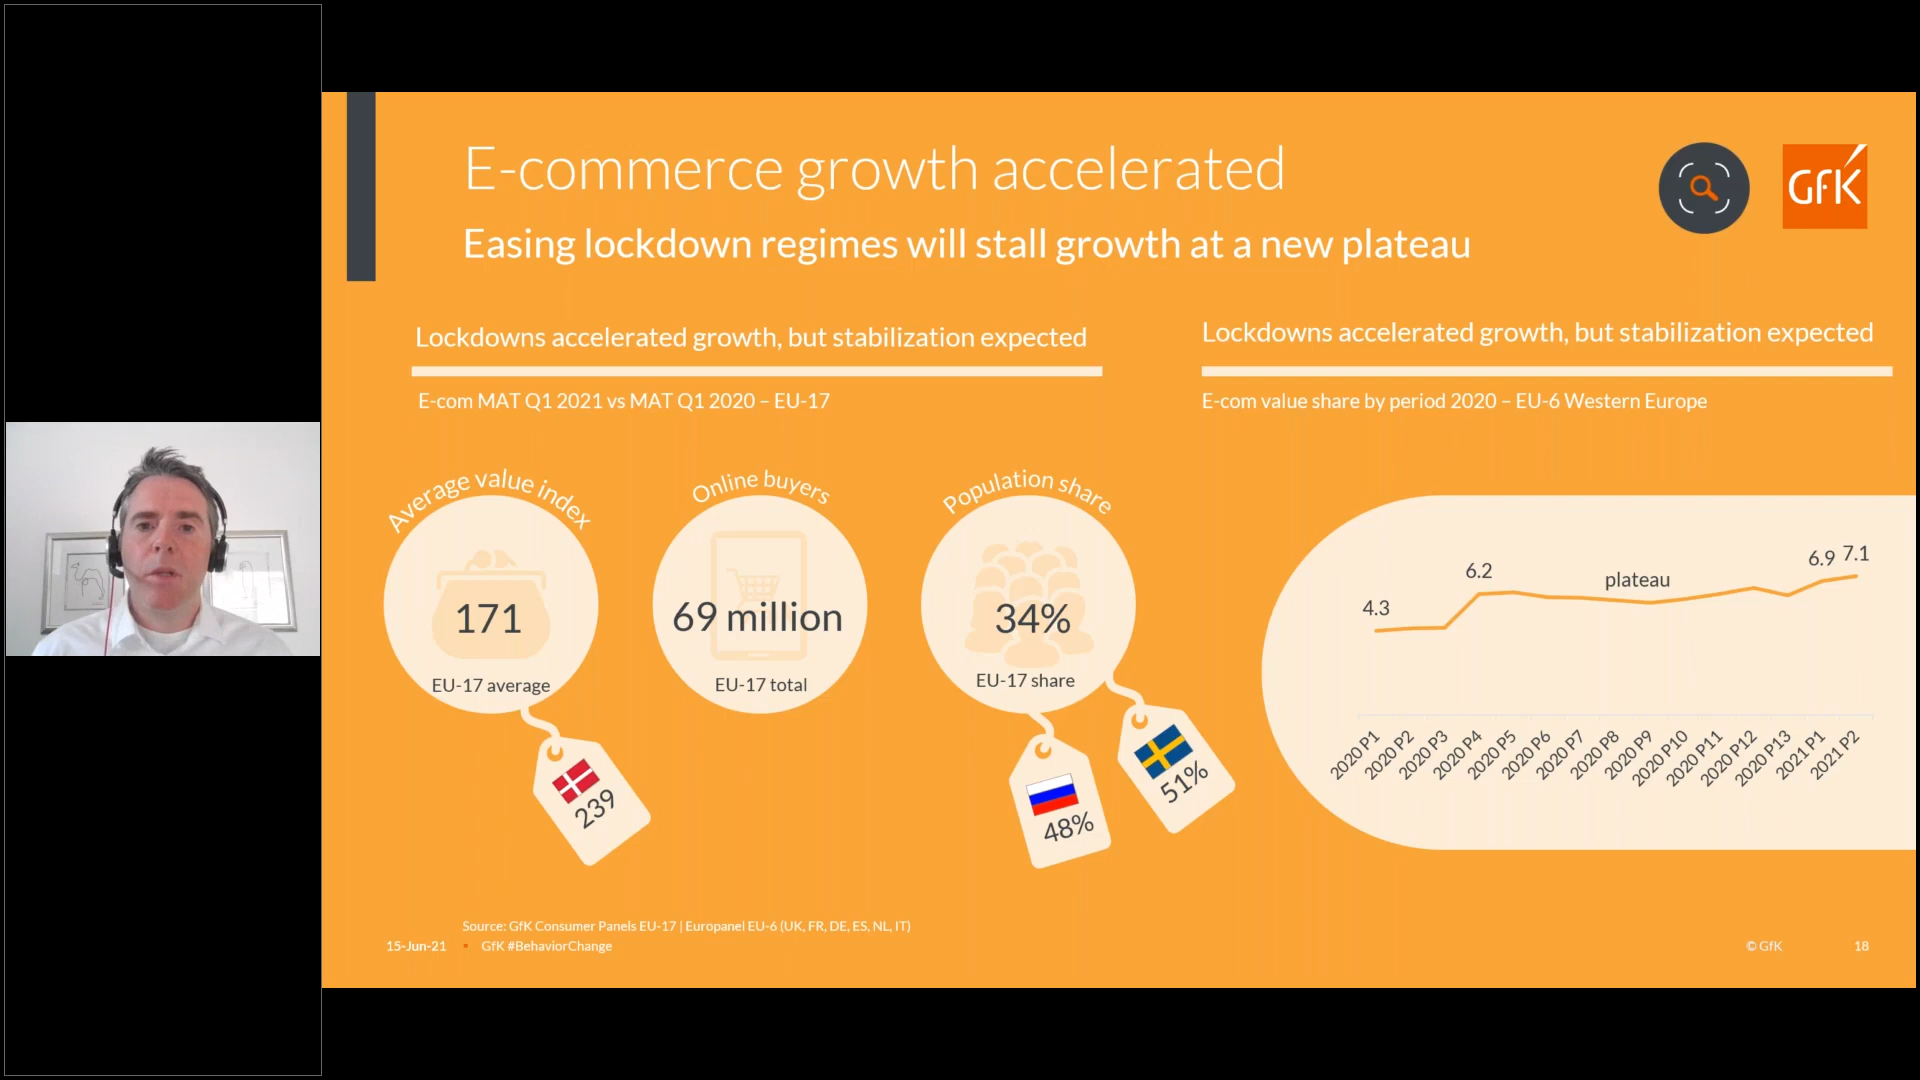 E-commerce growth accelerated
Easing lockdown regimes will stall growth at a new plateau
GfK
Lockdowns accelerated growth, but stabilization expected
E-com MAT Q1 2021 vs MAT Q1 2020 – EU-17
Average value index
171
EU-17 average
239
Online buyers
69 million
EU-17 total
Population share
34%
EU-17 share
48%
51%
Lockdowns accelerated growth, but stabilization expected
E-com value share by period 2020 – EU-6 Western Europe
4.3
6.2
plateau
6.9
7.1
2020 P1
2020 P2
2020 P3
2020 P4
2020 P5
2020 P6
2020 P7
2020 P8
2020 P9
2020 P10
2020 P11
2020 P12
2020 P13
2021 P1
2021 P2
Source: GfK Consumer Panels EU-17 | Europanel EU-6 (UK, FR, DE, ES, NL, IT)
15-Jun-21 ▪ GfK #BehaviorChange
© GfK
18